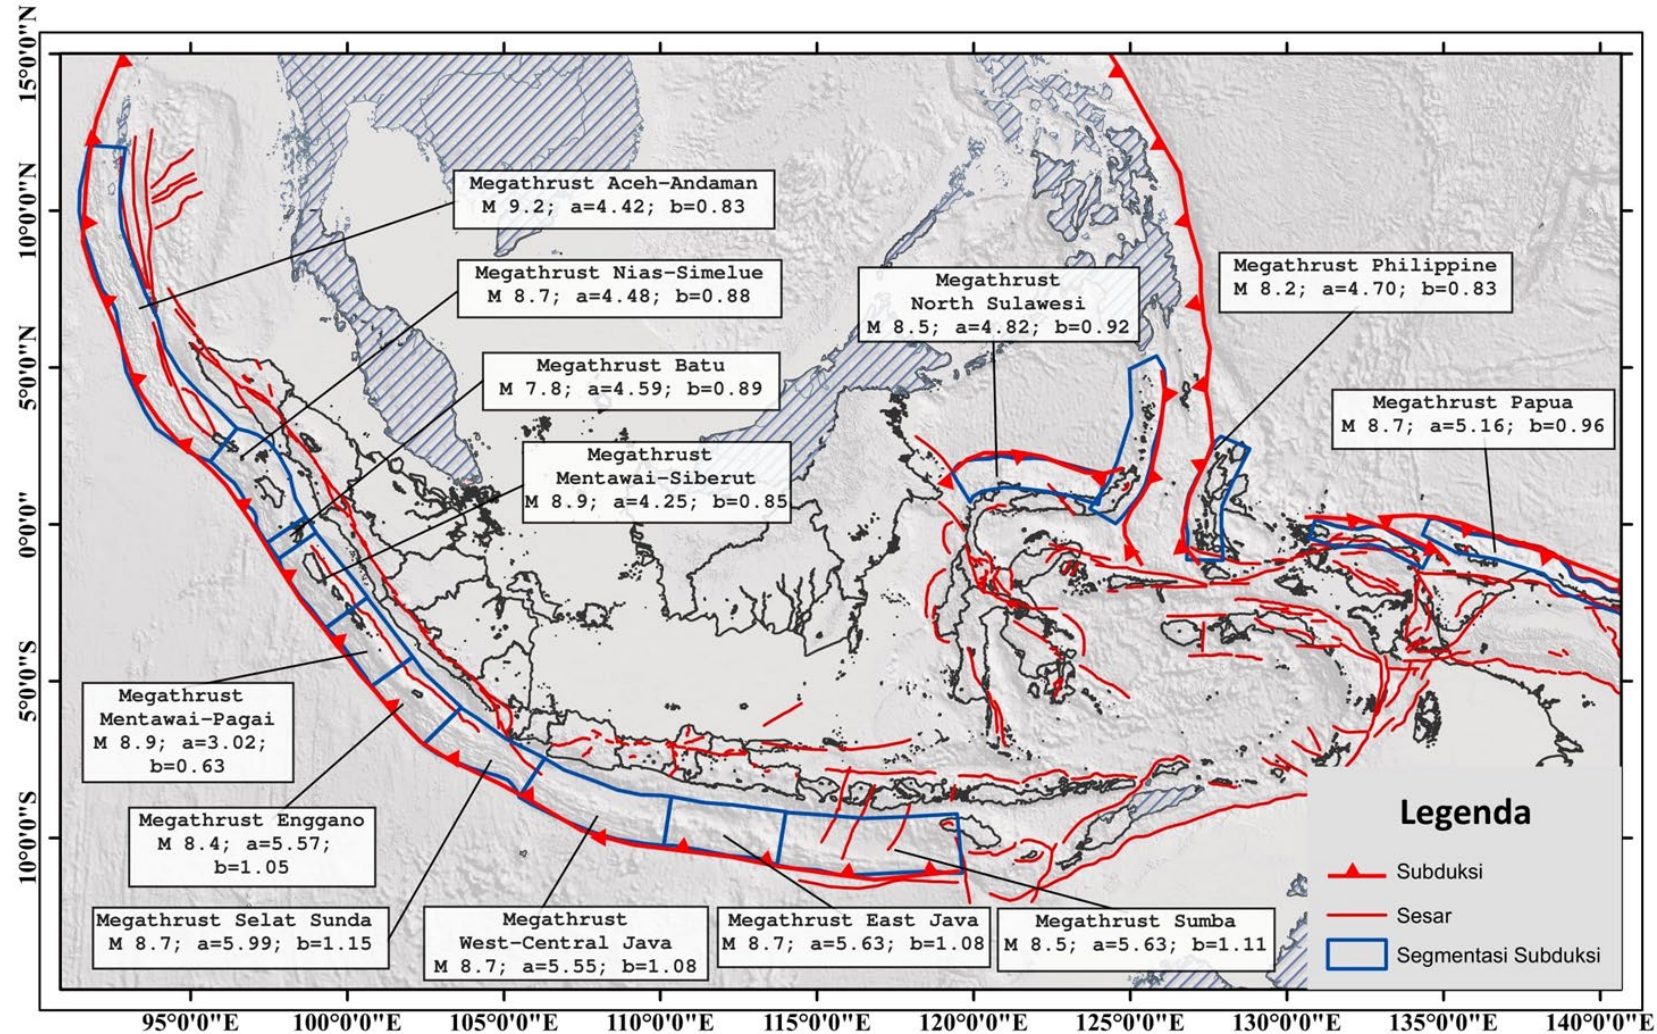 Megathrust Aceh-Andaman
M 9.2; a=4.42; b=0.83
Megathrust Nias-Simelue
M 8.7; a=4.48; b=0.88
Megathrust Batu
M 7.8; a=4.59; b=0.89
Megathrust
Mentawai-Siberut
M 8.9; a=4.25; b=0.85
Megathrust
North Sulawesi
M 8.5; a=4.82; b=0.92
Megathrust Philippine
M 8.2; a=4.70; b=0.83
Megathrust Papua
M 8.7; a=5.16; b=0.96
Megathrust
Mentawai-Pagai
M 8.9; a=3.02;
b=0.63
Megathrust Enggano
M 8.4; a=5.57;
b=1.05
Megathrust Selat Sunda
M 8.7; a=5.99; b=1.15
Megathrust
West-Central Java
M 8.7; a=5.55; b=1.08
Megathrust East Java
M 8.7; a=5.63; b=1.08
Megathrust Sumba
M 8.5; a=5.63; b=1.11
Legenda
Subduksi
Sesar
Segmentasi Subduksi
15°0'0"N
10°0'0"N
5°0'0"N
0°0'0"
5°0'0"S
10°0'0"S
95°0'0"E
100°0'0"E
105°0'0"E
110°0'0"E
115°0'0"E
120°0'0"E
125°0'0"E
130°0'0"E
135°0'0"E
140°0'0"E